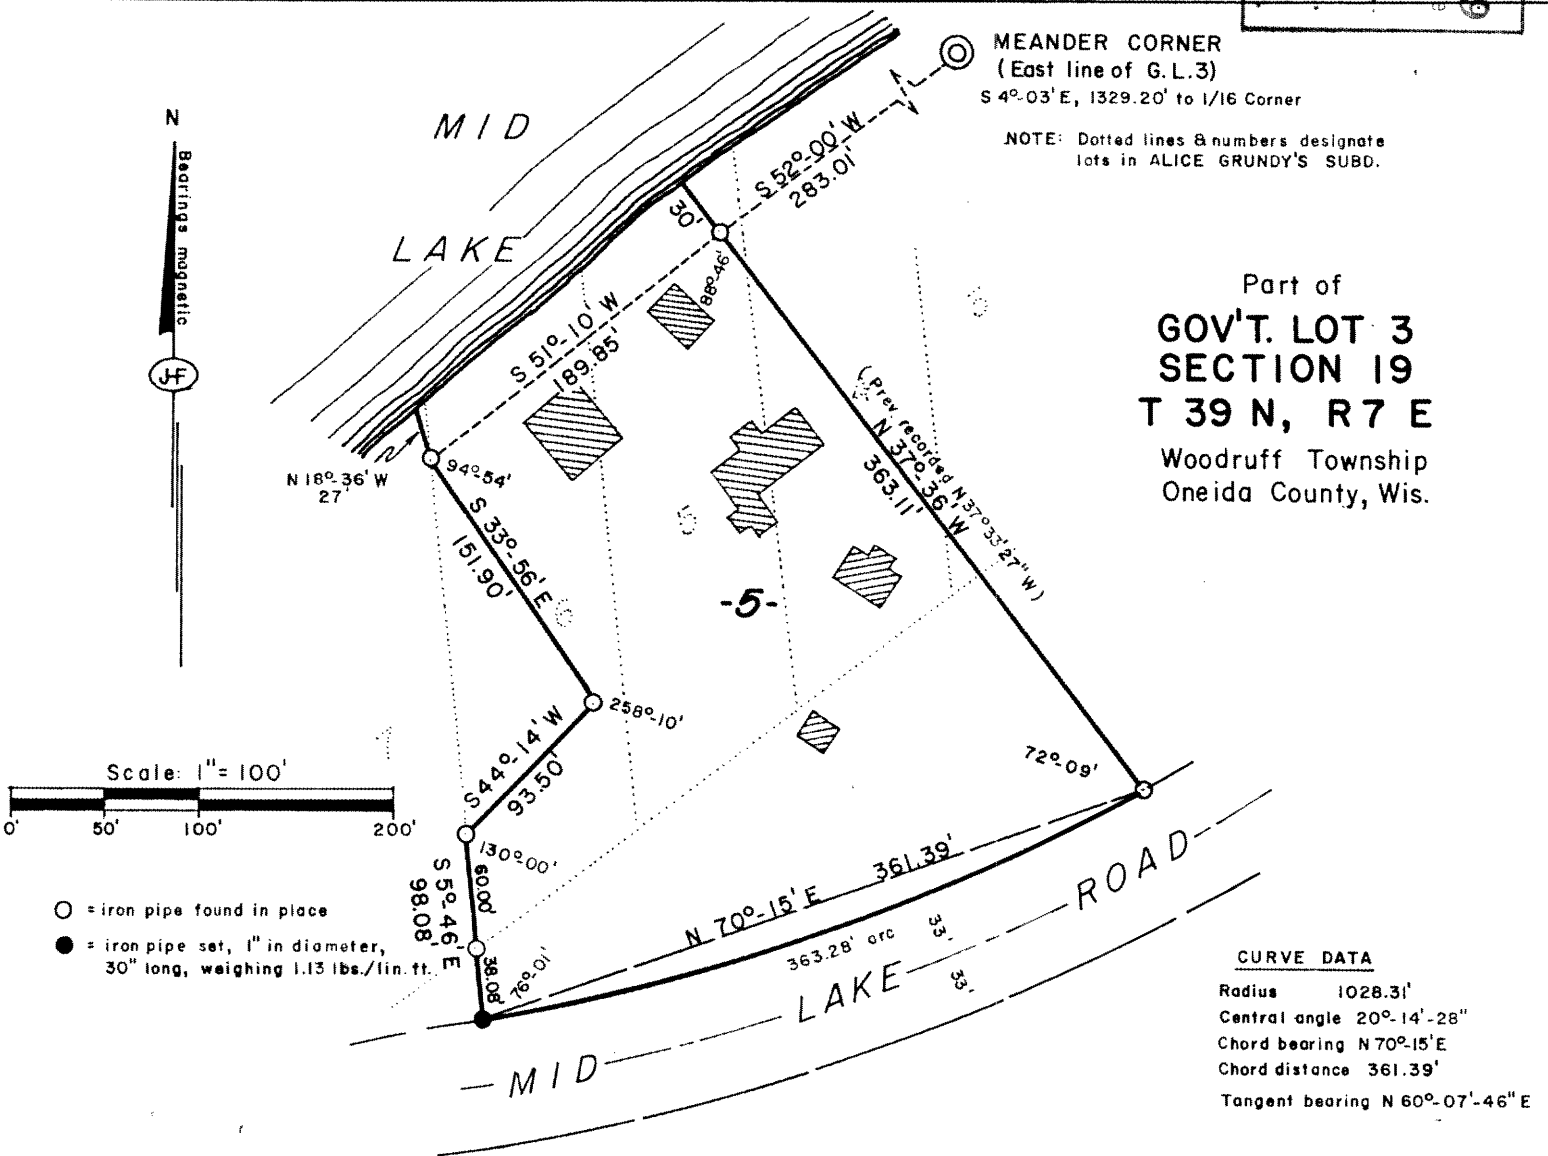 MEANDER CORNER
(East line of G.L.3)
S 4°-03' E, 1329.20' to 1/16 Corner
NOTE: Dotted lines & numbers designate
lots in ALICE GRUNDY'S SUBD.
N
Bearings magnetic
J-F
MID
LAKE
S 52°-00' W
283.01'
30'
88°-46'
S 51°-10' W
189.85'
N 18°-36' W
27'
94°-54'
S 33°-56' E
151.90'
(Prev. recorded N 37°33'27" W)
N 37°-36' W
363.11'
Part of
GOV'T. LOT 3
SECTION 19
T 39 N, R 7 E
Woodruff Township
Oneida County, Wis.
5
6
-5-
258°-10'
S 44°-14' W
93.50'
72°-09'
Scale: 1"= 100'
0' 50' 100' 200'
130°-00'
S 5°-46' E
98.08'
60.00'
38.08'
76°-01'
N 70°-15' E 361.39'
363.28' arc
33'
33'
MID LAKE ROAD
○ = iron pipe found in place
● = iron pipe set, 1" in diameter,
30" long, weighing 1.13 lbs./lin. ft.
CURVE DATA
Radius 1028.31'
Central angle 20°-14'-28"
Chord bearing N 70°-15' E
Chord distance 361.39'
Tangent bearing N 60°-07'-46" E